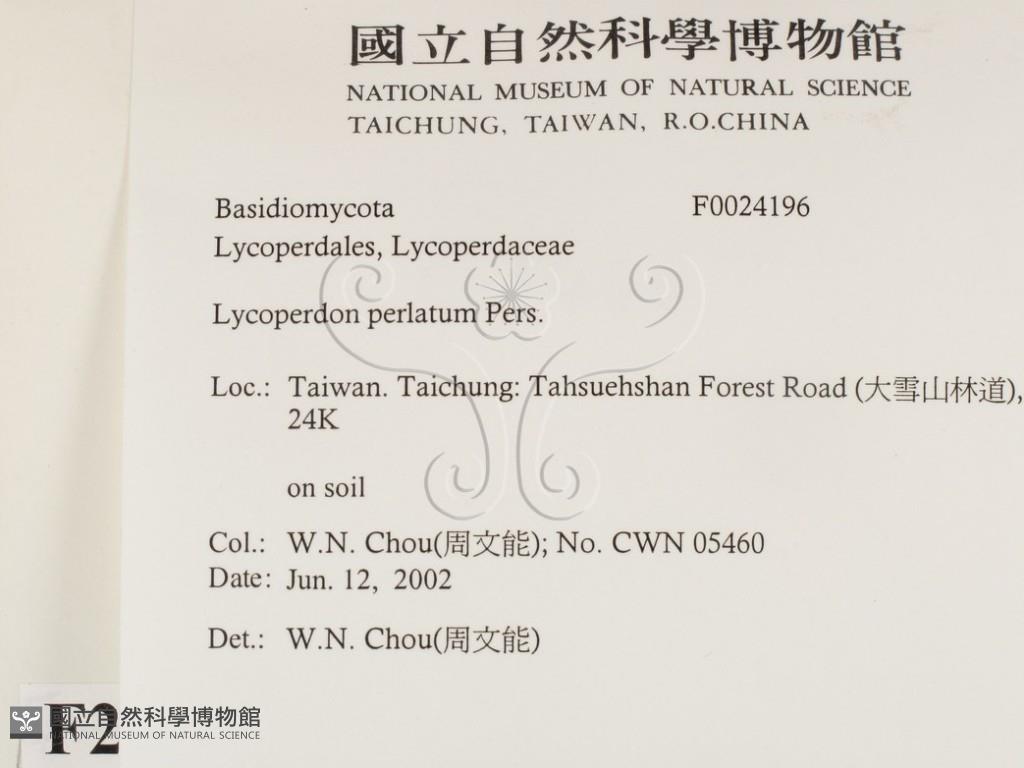 國立自然科學博物館
NATIONAL MUSEUM OF NATURAL SCIENCE
TAICHUNG, TAIWAN, R.O.CHINA
Basidiomycota F0024196
Lycoperdales, Lycoperdaceae
Lycoperdon perlatum Pers.
Loc.: Taiwan. Taichung: Tahsuehshan Forest Road (大雪山林道),
24K
on soil
Col.: W.N. Chou(周文能); No. CWN 05460
Date: Jun. 12, 2002
Det.: W.N. Chou(周文能)
F2
國立自然科學博物館
NATIONAL MUSEUM OF NATURAL SCIENCE